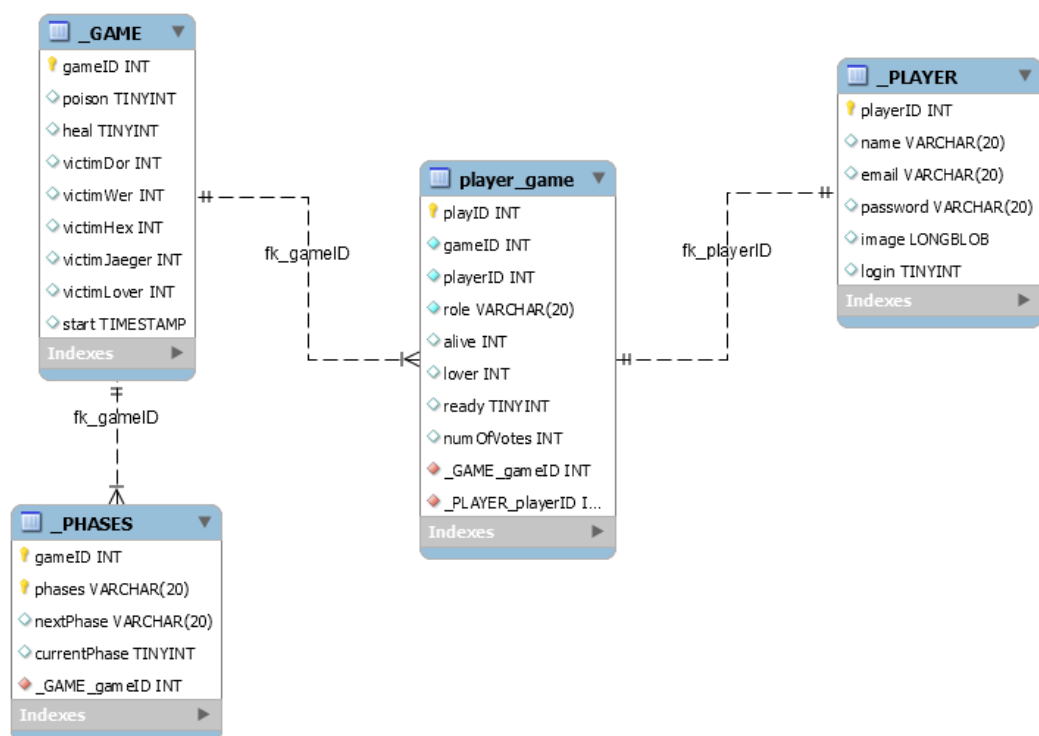 _GAME
gameID INT
poison TINYINT
heal TINYINT
victimDor INT
victimWer INT
victimHex INT
victimJaeger INT
victimLover INT
start TIMESTAMP
Indexes
fk_gameID
_PHASES
gameID INT
phases VARCHAR(20)
nextPhase VARCHAR(20)
currentPhase TINYINT
_GAME_gameID INT
Indexes
fk_gameID
player_game
playID INT
gameID INT
playerID INT
role VARCHAR(20)
alive INT
lover INT
ready TINYINT
numOfVotes INT
_GAME_gameID INT
_PLAYER_playerID I...
Indexes
fk_playerID
_PLAYER
playerID INT
name VARCHAR(20)
email VARCHAR(20)
password VARCHAR(20)
image LONGBLOB
login TINYINT
Indexes